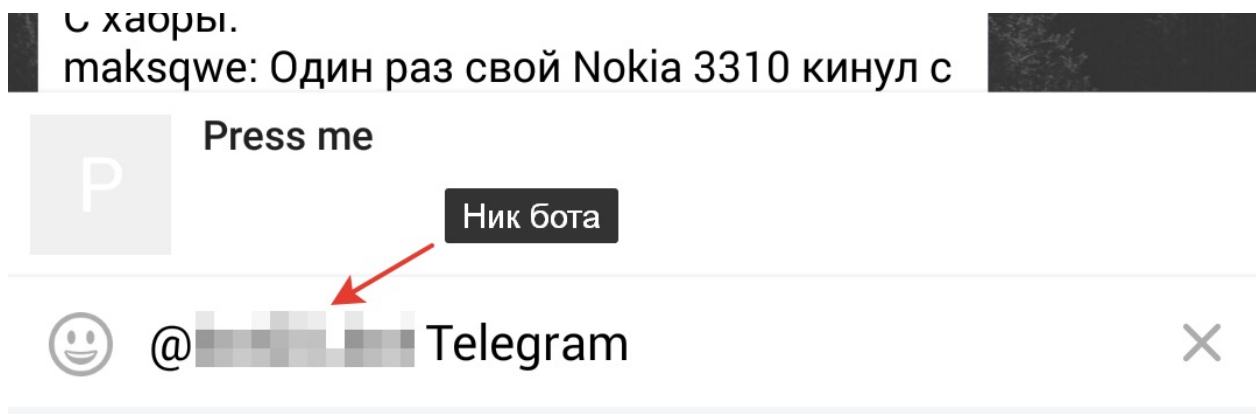 С хабры.
maksqwe: Один раз свой Nokia 3310 кинул с
P
Press me
Ник бота
@ Telegram